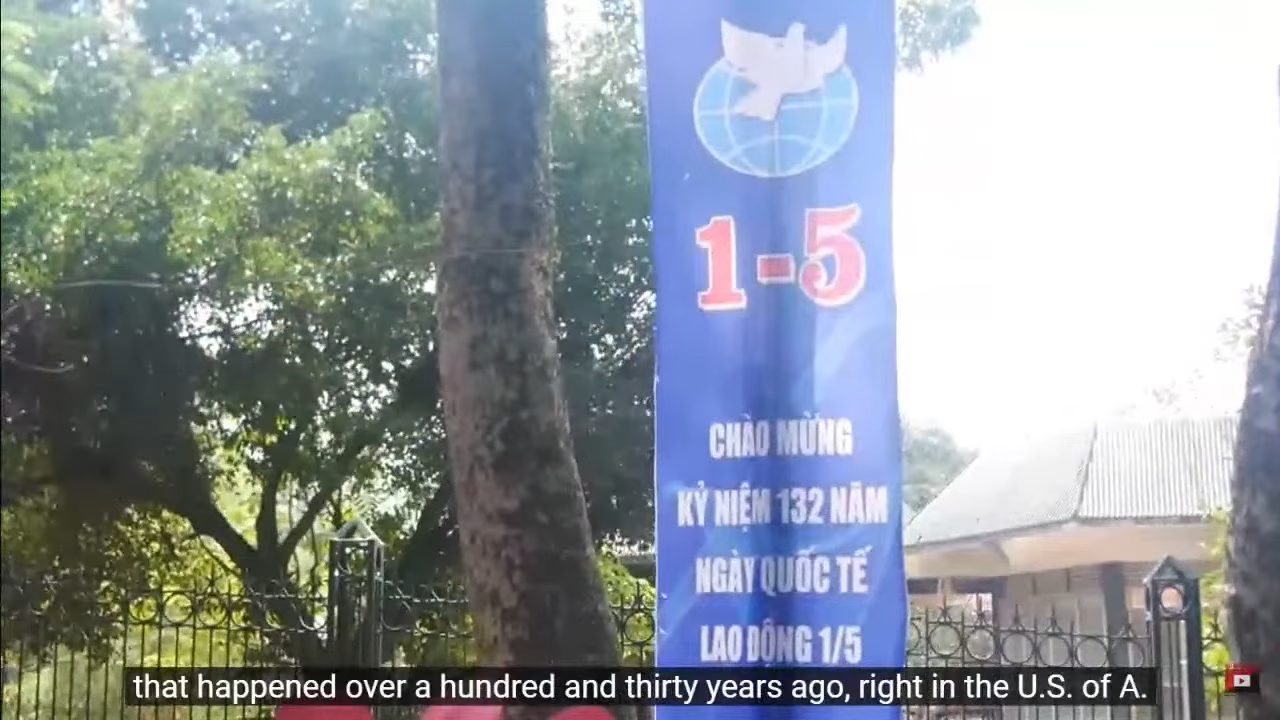 1-5
CHÀO MỪNG
KỶ NIỆM 132 NĂM
NGÀY QUỐC TẾ
LAO ĐỘNG 1/5
that happened over a hundred and thirty years ago, right in the U.S. of A.